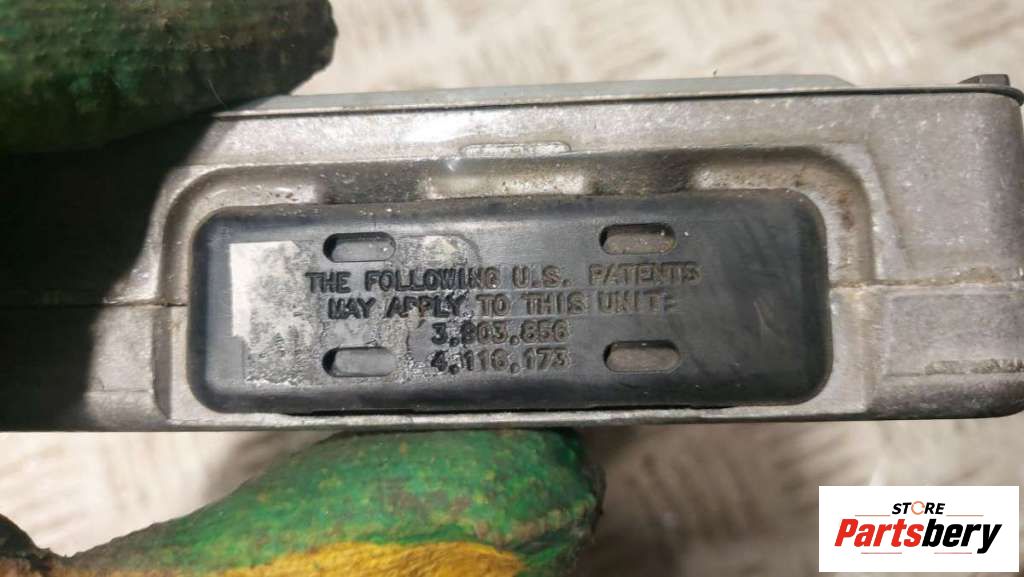 THE FOLLOWING U.S. PATENTS
MAY APPLY TO THIS UNIT:
3,903,856
4,116,173
STORE
Partsbery